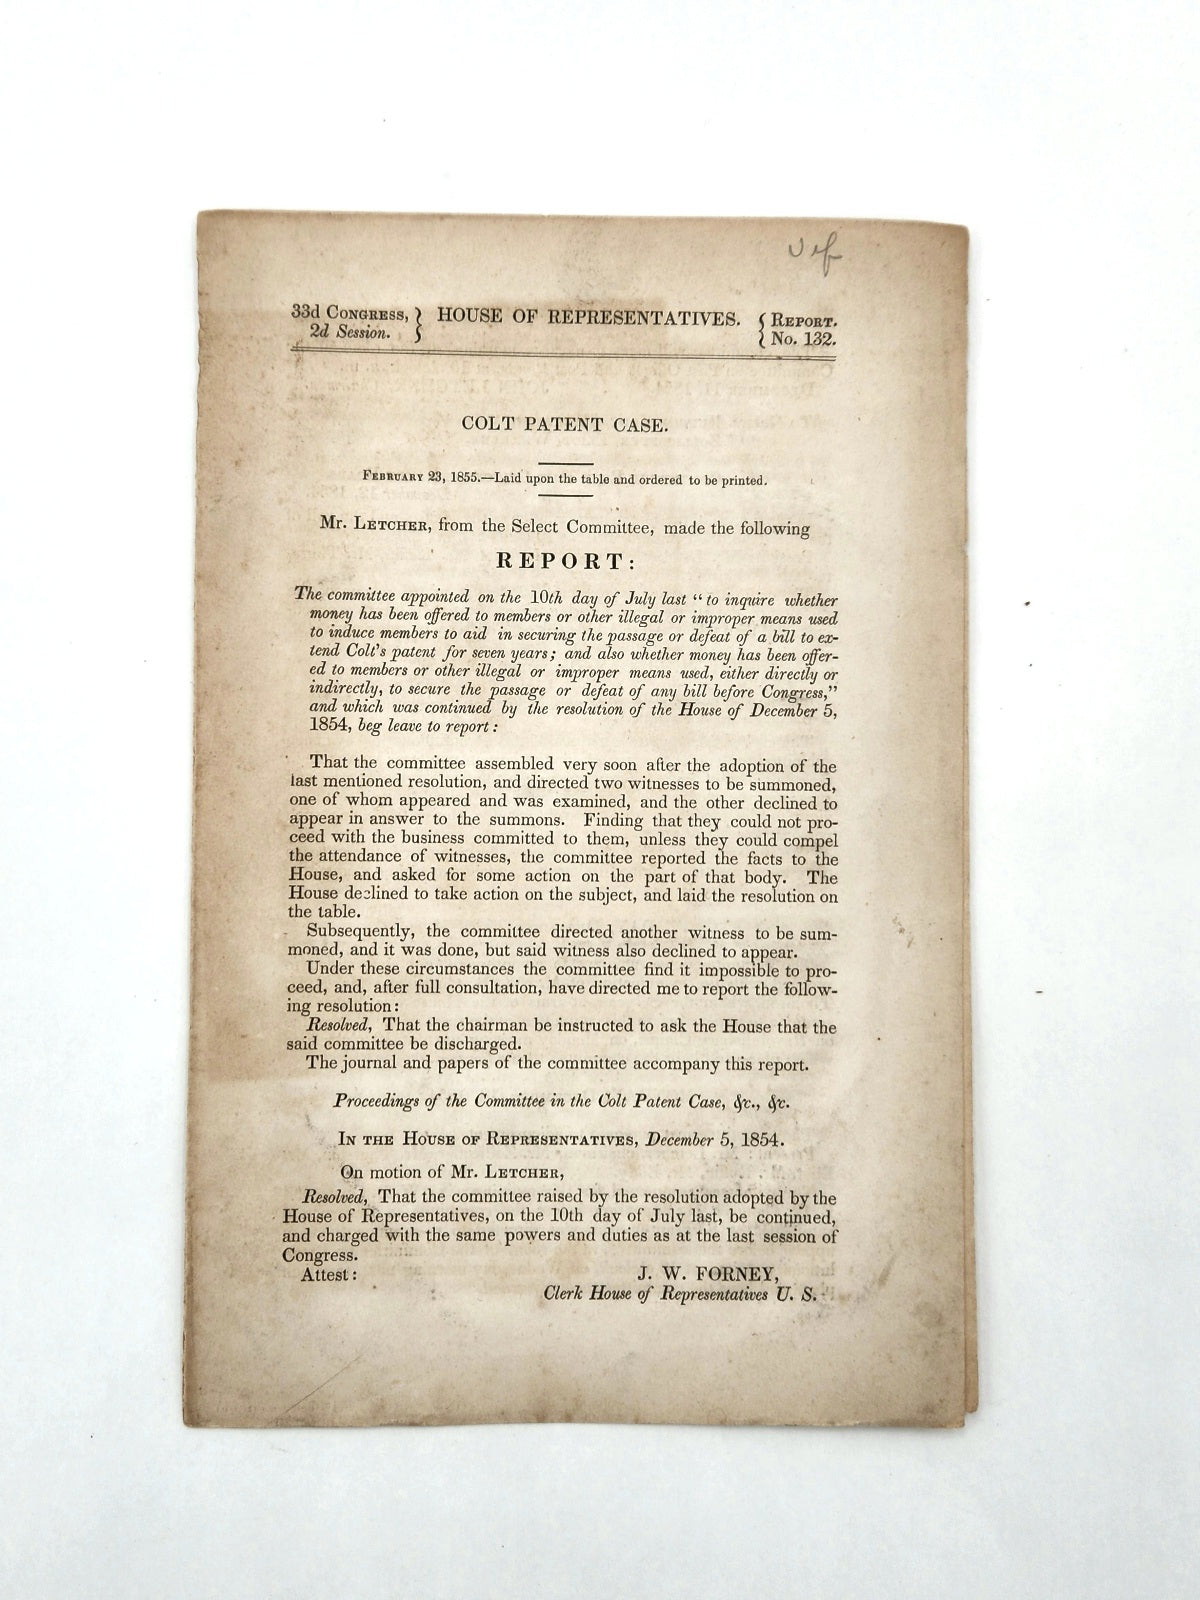 33d Congress, } HOUSE OF REPRESENTATIVES. { Report.
2d Session. } { No. 132.
COLT PATENT CASE.
February 23, 1855.—Laid upon the table and ordered to be printed.
Mr. Letcher, from the Select Committee, made the following
REPORT:
The committee appointed on the 10th day of July last "to inquire whether
money has been offered to members or other illegal or improper means used
to induce members to aid in securing the passage or defeat of a bill to ex-
tend Colt's patent for seven years; and also whether money has been offer-
ed to members or other illegal or improper means used, either directly or
indirectly, to secure the passage or defeat of any bill before Congress,"
and which was continued by the resolution of the House of December 5,
1854, beg leave to report:
That the committee assembled very soon after the adoption of the
last mentioned resolution, and directed two witnesses to be summoned,
one of whom appeared and was examined, and the other declined to
appear in answer to the summons. Finding that they could not pro-
ceed with the business committed to them, unless they could compel
the attendance of witnesses, the committee reported the facts to the
House, and asked for some action on the part of that body. The
House declined to take action on the subject, and laid the resolution on
the table.
Subsequently, the committee directed another witness to be sum-
moned, and it was done, but said witness also declined to appear.
Under these circumstances the committee find it impossible to pro-
ceed, and, after full consultation, have directed me to report the follow-
ing resolution:
Resolved, That the chairman be instructed to ask the House that the
said committee be discharged.
The journal and papers of the committee accompany this report.
Proceedings of the Committee in the Colt Patent Case, &c., &c.
In the House of Representatives, December 5, 1854.
On motion of Mr. Letcher,
Resolved, That the committee raised by the resolution adopted by the
House of Representatives, on the 10th day of July last, be continued,
and charged with the same powers and duties as at the last session of
Congress.
Attest: J. W. FORNEY,
Clerk House of Representatives U. S.